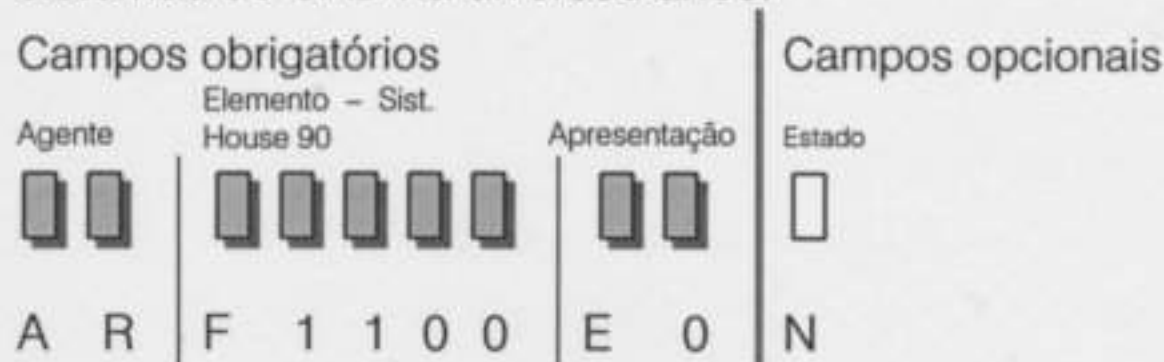 Campos obrigatórios
Campos opcionais
Elemento – Sist.
Agente House 90 Apresentação Estado
A R F 1 1 0 0 E 0 N